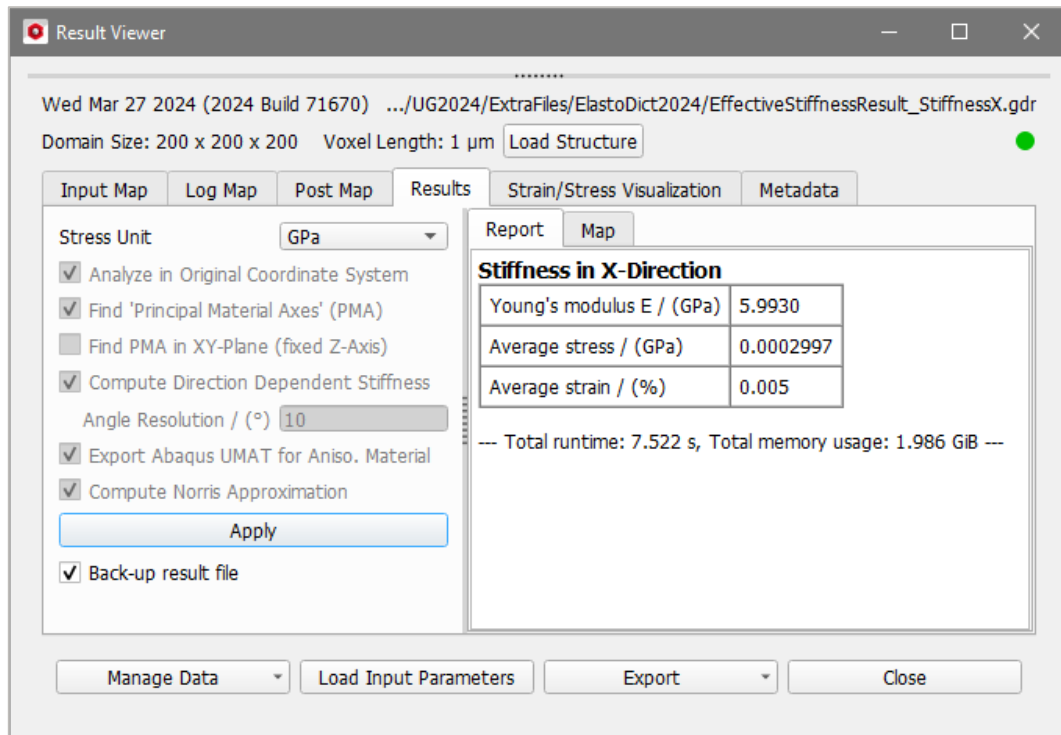 Result Viewer
Wed Mar 27 2024 (2024 Build 71670) .../UG2024/ExtraFiles/ElastoDict2024/EffectiveStiffnessResult_StiffnessX.gdr
Domain Size: 200 x 200 x 200 Voxel Length: 1 µm Load Structure
Input Map Log Map Post Map Results Strain/Stress Visualization Metadata
Stress Unit GPa
Analyze in Original Coordinate System
Find 'Principal Material Axes' (PMA)
Find PMA in XY-Plane (fixed Z-Axis)
Compute Direction Dependent Stiffness
Angle Resolution / (°) 10
Export Abaqus UMAT for Aniso. Material
Compute Norris Approximation
Apply
Back-up result file
Report Map
Stiffness in X-Direction
Young's modulus E / (GPa) 5.9930
Average stress / (GPa) 0.0002997
Average strain / (%) 0.005
--- Total runtime: 7.522 s, Total memory usage: 1.986 GiB ---
Manage Data Load Input Parameters Export Close